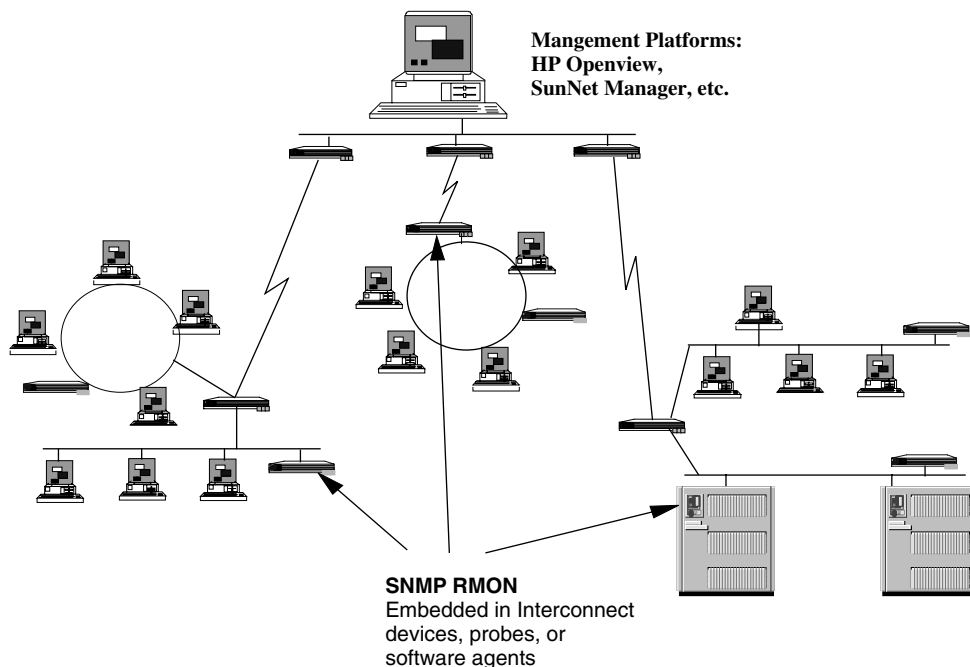 Mangement Platforms:
HP Openview,
SunNet Manager, etc.
SNMP RMON
Embedded in Interconnect
devices, probes, or
software agents